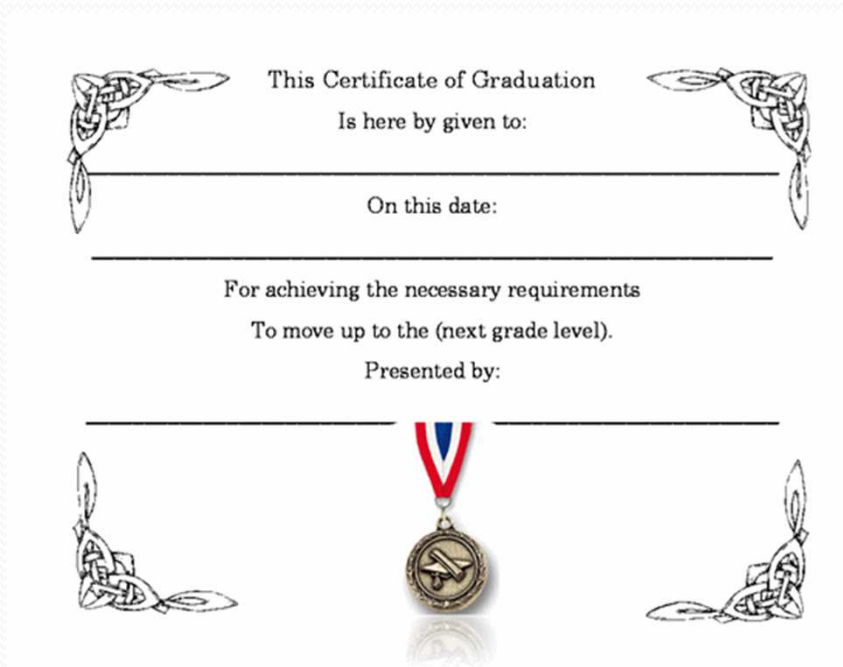 This Certificate of Graduation
Is here by given to:
On this date:
For achieving the necessary requirements
To move up to the (next grade level).
Presented by: